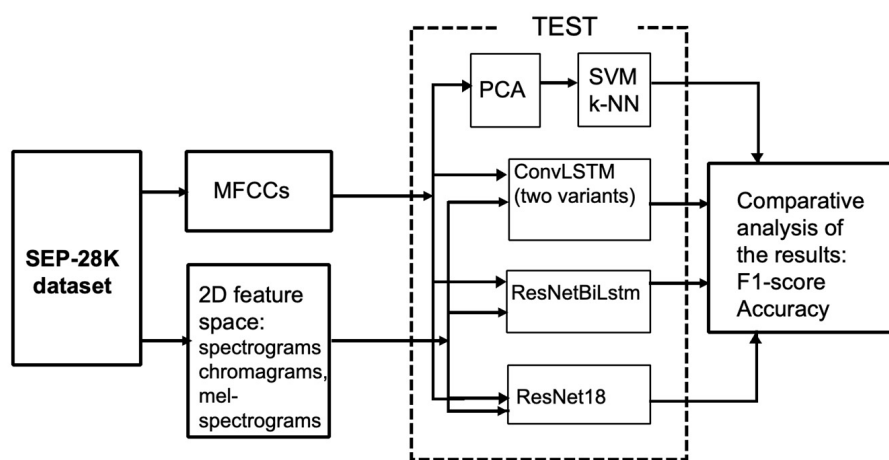 TEST
PCA
SVM
k-NN
SEP-28K
dataset
MFCCs
ConvLSTM
(two variants)
2D feature
space:
spectrograms
chromagrams,
mel-
spectrograms
ResNetBiLstm
ResNet18
Comparative
analysis of
the results:
F1-score
Accuracy